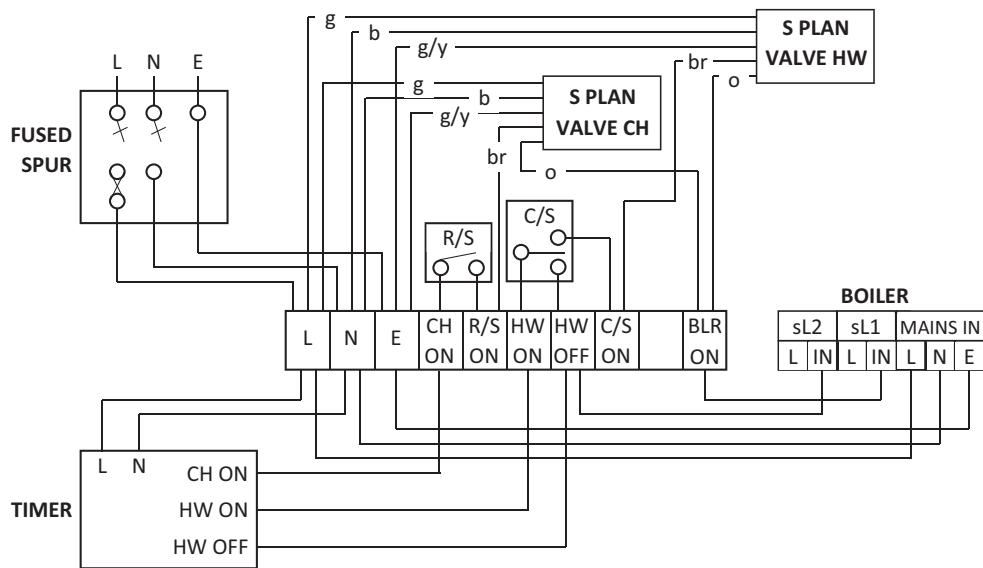 g
b
g/y
br
o
S PLAN
VALVE HW
L N E
FUSED
SPUR
g
b
g/y
br
o
S PLAN
VALVE CH
R/S
C/S
L
N
E
CH
ON
R/S
ON
HW
ON
HW
OFF
C/S
ON
BLR
ON
BOILER
sL2 sL1 MAINS IN
L IN L IN L N E
TIMER
L N
CH ON
HW ON
HW OFF